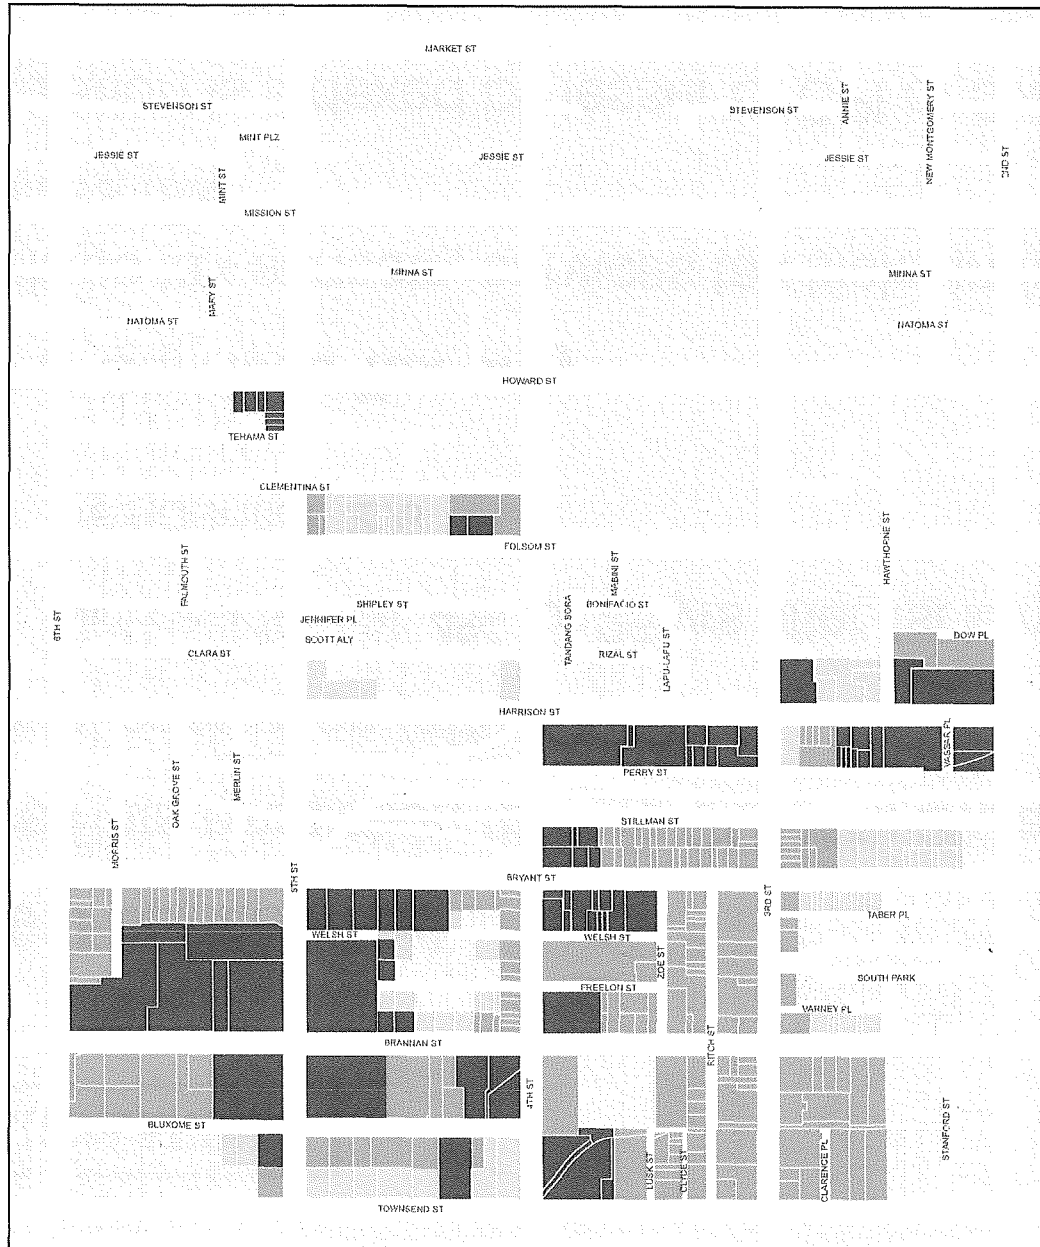 MARKET ST
STEVENSON ST
STEVENSON ST
ANNIE ST
NEW MONTGOMERY ST
MINT PLZ
JESSIE ST
JESSIE ST
JESSIE ST
2ND ST
MINT ST
MISSION ST
MINNA ST
MINNA ST
MARY ST
NATOMA ST
NATOMA ST
HOWARD ST
TEHAMA ST
CLEMENTINA ST
FOLSOM ST
HAWTHORNE ST
FALMOUTH ST
MABINI ST
SHIPLEY ST
BONIFACIO ST
JENNIFER PL
6TH ST
TANDANG SORA
SCOTT ALY
DOW PL
CLARA ST
RIZAL ST
LAPU-LAPU ST
HARRISON ST
VASSAR PL
PERRY ST
MERLIN ST
OAK GROVE ST
STILLMAN ST
MORRIS ST
5TH ST
BRYANT ST
3RD ST
TABER PL
WELSH ST
WELSH ST
ZOE ST
SOUTH PARK
FREELON ST
VARNEY PL
RITCH ST
BRANNAN ST
4TH ST
BLUXOME ST
STANFORD ST
LUSK ST
CLYDE ST
CLARENCE PL
TOWNSEND ST